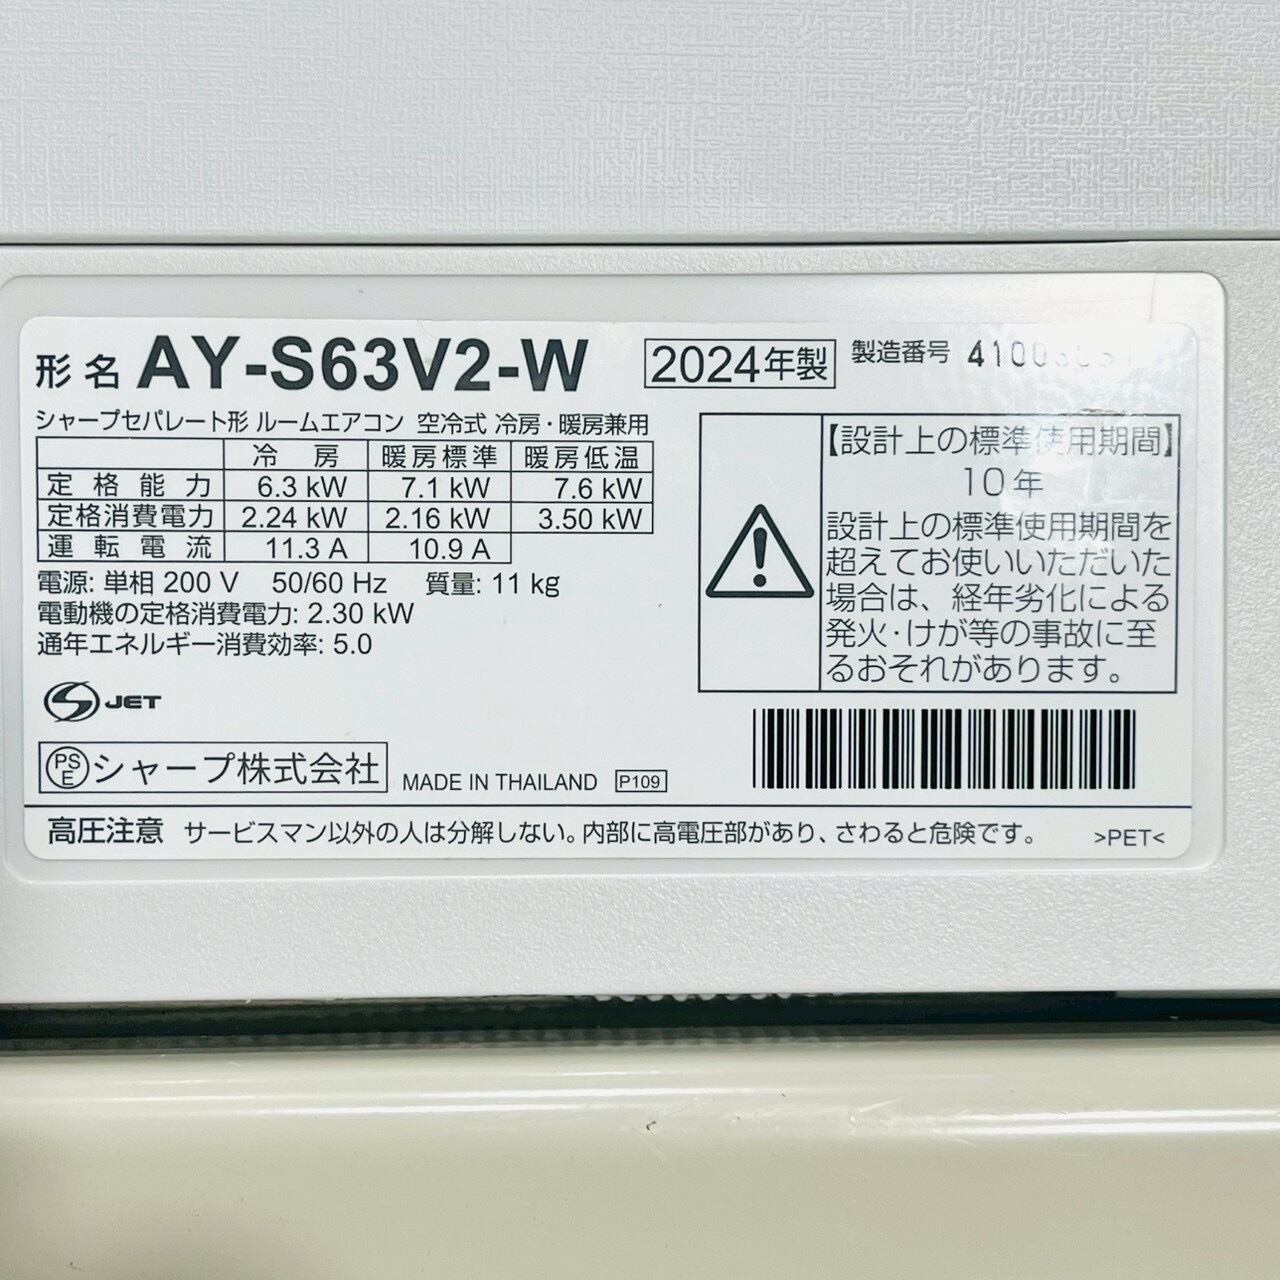 形名 AY-S63V2-W 2024年製 製造番号
シャープセパレート形 ルームエアコン 空冷式 冷房・暖房兼用
冷房 暖房標準 暖房低温
定格能力 6.3 kW 7.1 kW 7.6 kW
定格消費電力 2.24 kW 2.16 kW 3.50 kW
運転電流 11.3 A 10.9 A
電源: 単相 200 V 50/60 Hz 質量: 11 kg
電動機の定格消費電力: 2.30 kW
通年エネルギー消費効率: 5.0
JET
PSE シャープ株式会社 MADE IN THAILAND P109
【設計上の標準使用期間】
10年
設計上の標準使用期間を
超えてお使いいただいた
場合は、経年劣化による
発火・けが等の事故に至
るおそれがあります。
高圧注意 サービスマン以外の人は分解しない。内部に高電圧部があり、さわると危険です。 >PET<